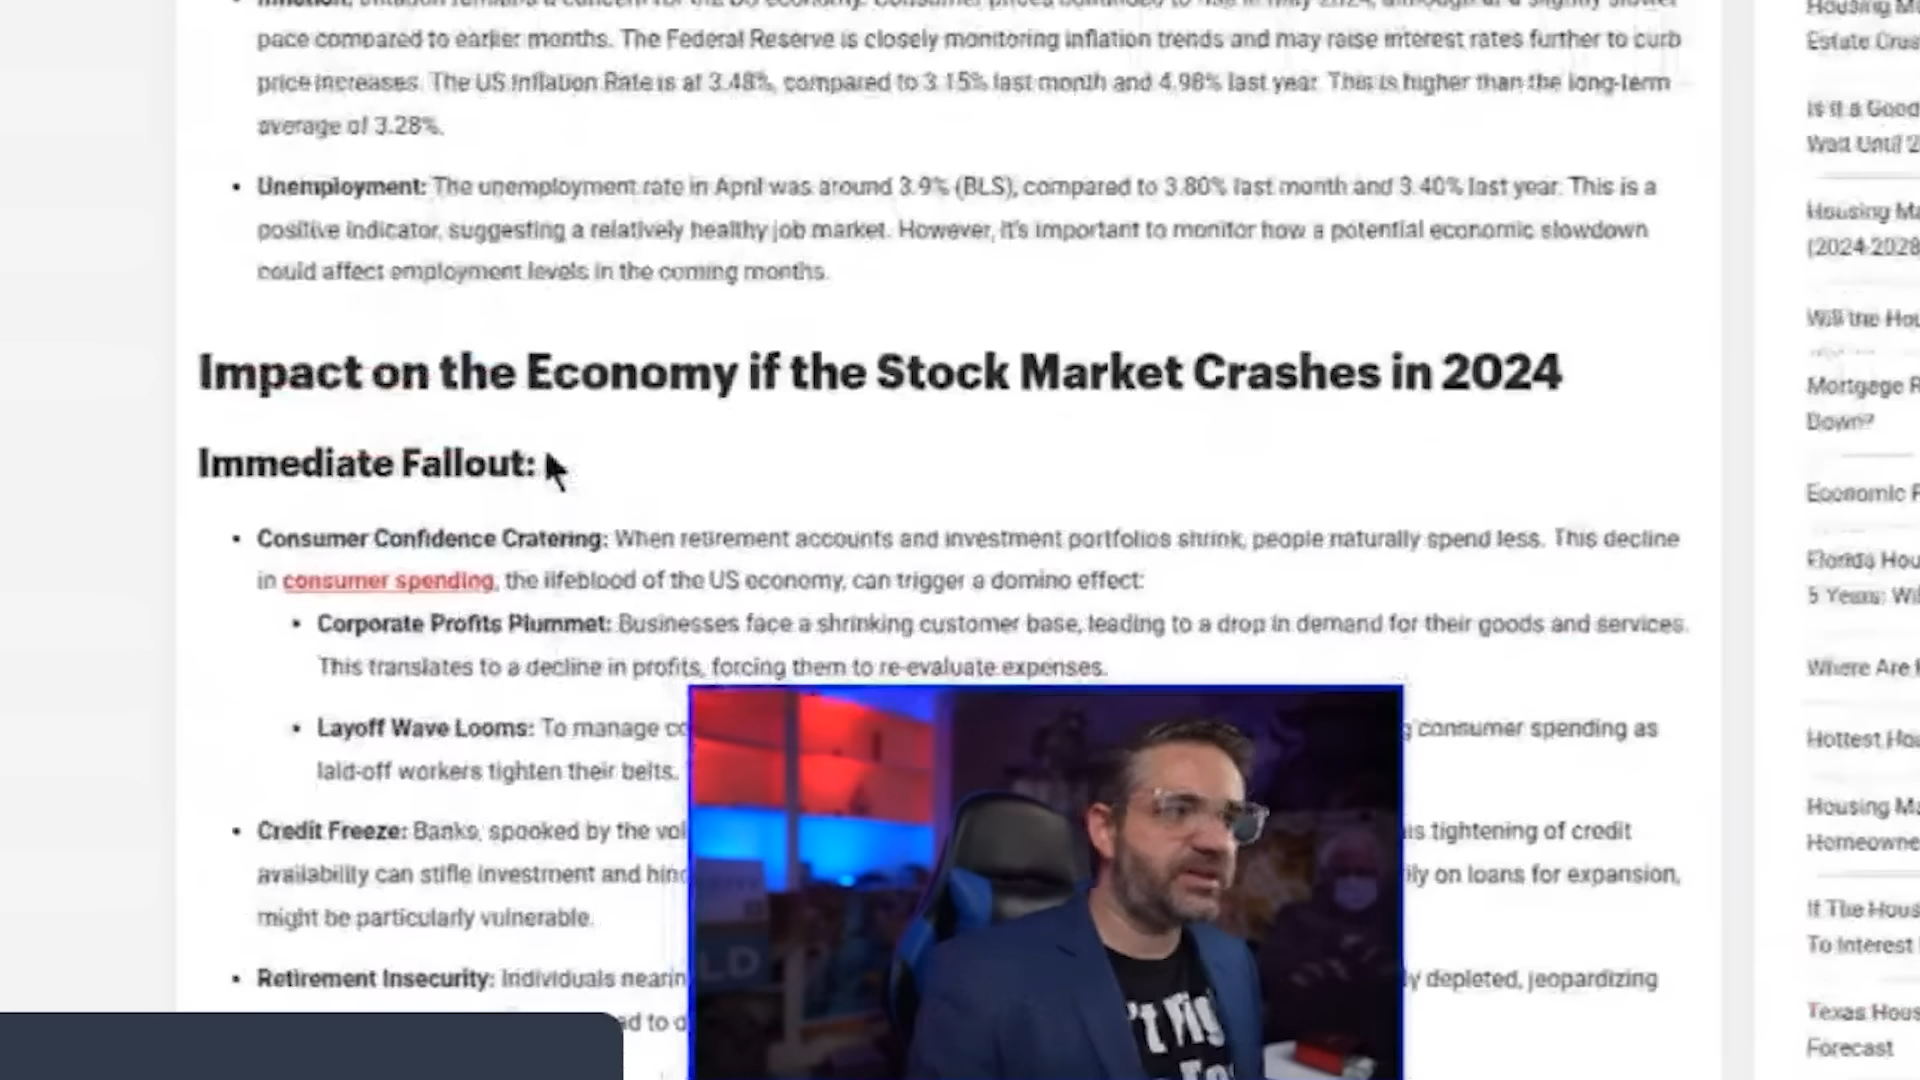 pace compared to earlier months. The Federal Reserve is closely monitoring inflation trends and may raise interest rates further to curb
price increases. The US Inflation Rate is at 3.48%, compared to 3.15% last month and 4.98% last year. This is higher than the long-term
average of 3.28%.
• Unemployment: The unemployment rate in April was around 3.9% (BLS), compared to 3.80% last month and 3.40% last year. This is a
positive indicator, suggesting a relatively healthy job market. However, it's important to monitor how a potential economic slowdown
could affect employment levels in the coming months.
Impact on the Economy if the Stock Market Crashes in 2024
Immediate Fallout:
• Consumer Confidence Cratering: When retirement accounts and investment portfolios shrink, people naturally spend less. This decline
in consumer spending, the lifeblood of the US economy, can trigger a domino effect:
• Corporate Profits Plummet: Businesses face a shrinking customer base, leading to a drop in demand for their goods and services.
This translates to a decline in profits, forcing them to re-evaluate expenses.
• Layoff Wave Looms: To manage consumer spending as
laid-off workers tighten their belts.
• Credit Freeze: Banks, spooked by the tightening of credit
availability can stifle investment and on loans for expansion,
might be particularly vulnerable.
• Retirement Insecurity: Individuals depleted, jeopardizing
to
Housing
Estate
Is it a Good
Wait Until
Housing
(2024-2028
Will the
Mortgage
Down?
Economic
Florida
5 Years:
Where Are
Hottest
Housing
If The
To Interest
Texas
Forecast
LD